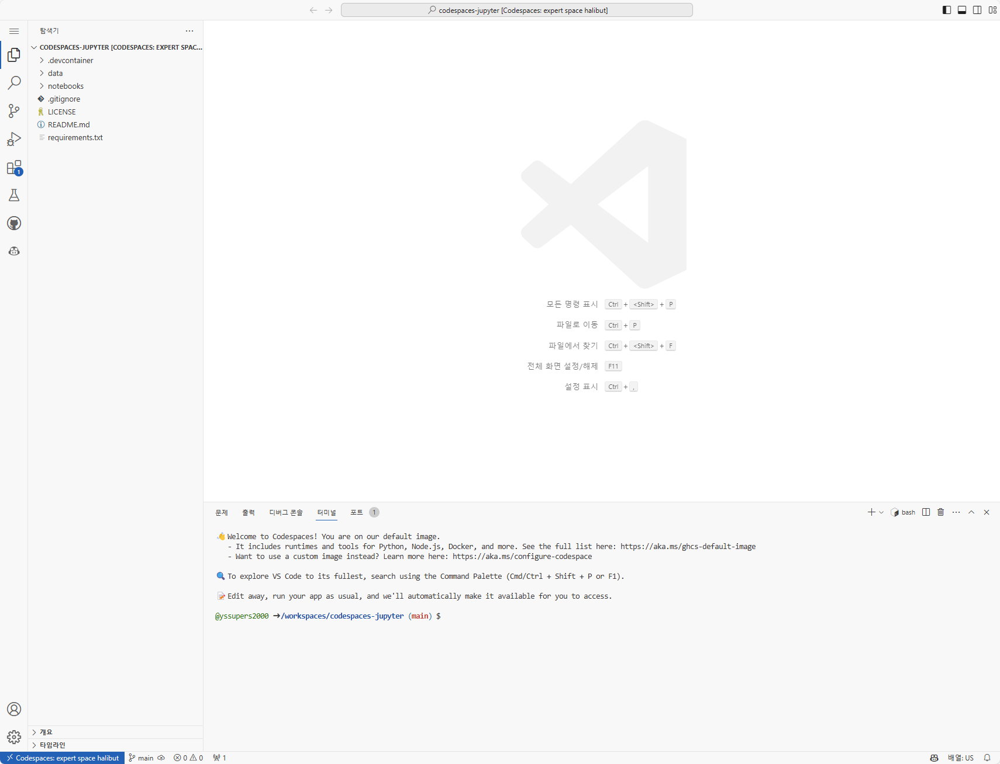 codespaces-jupyter [Codespaces: expert space halibut]
탐색기
CODESPACES-JUPYTER [CODESPACES: EXPERT SPAC...
.devcontainer
data
notebooks
.gitignore
LICENSE
README.md
requirements.txt
1
모든 명령 표시 Ctrl + <Shift> + P
파일로 이동 Ctrl + P
파일에서 찾기 Ctrl + <Shift> + F
전체 화면 설정/해제 F11
설정 표시 Ctrl + ,
문제 출력 디버그 콘솔 터미널 포트 1 bash
👋 Welcome to Codespaces! You are on our default image.
- It includes runtimes and tools for Python, Node.js, Docker, and more. See the full list here: https://aka.ms/ghcs-default-image
- Want to use a custom image instead? Learn more here: https://aka.ms/configure-codespace
🔍 To explore VS Code to its fullest, search using the Command Palette (Cmd/Ctrl + Shift + P or F1).
📝 Edit away, run your app as usual, and we'll automatically make it available for you to access.
@yssupers2000 ➜/workspaces/codespaces-jupyter (main) $
개요
타임라인
Codespaces: expert space halibut main 0 0 1 배열: US